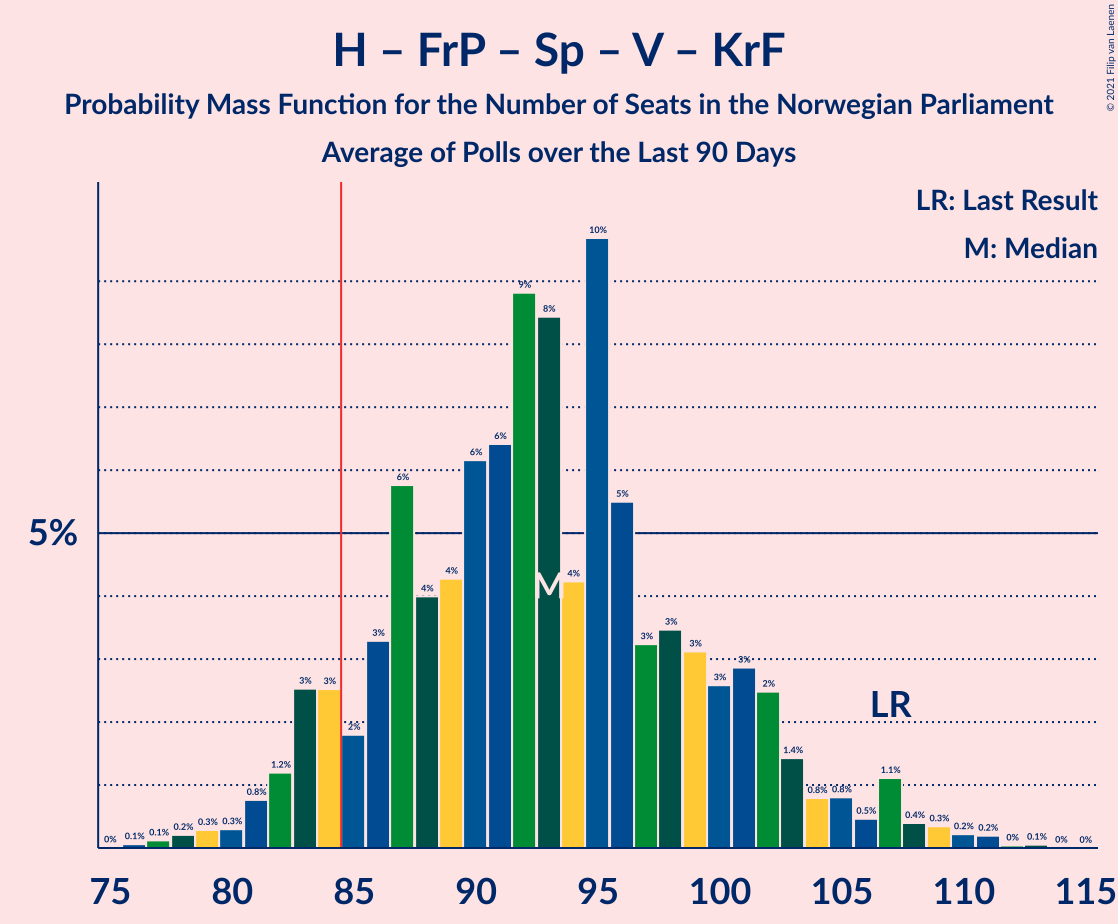 H – FrP – Sp – V – KrF
Probability Mass Function for the Number of Seats in the Norwegian Parliament
Average of Polls over the Last 90 Days
© 2021 Filip van Laenen
LR: Last Result
M: Median
5%
0% 0.1% 0.1% 0.2% 0.3% 0.3% 0.8% 1.2% 3% 3% 2% 3% 6% 4% 4% 6% 6% 9% 8% 4% 10% 5% 3% 3% 3% 3% 3% 2% 1.4% 0.8% 0.8% 0.5% 1.1% 0.4% 0.3% 0.2% 0.2% 0% 0.1% 0% 0%
M
LR
75 80 85 90 95 100 105 110 115